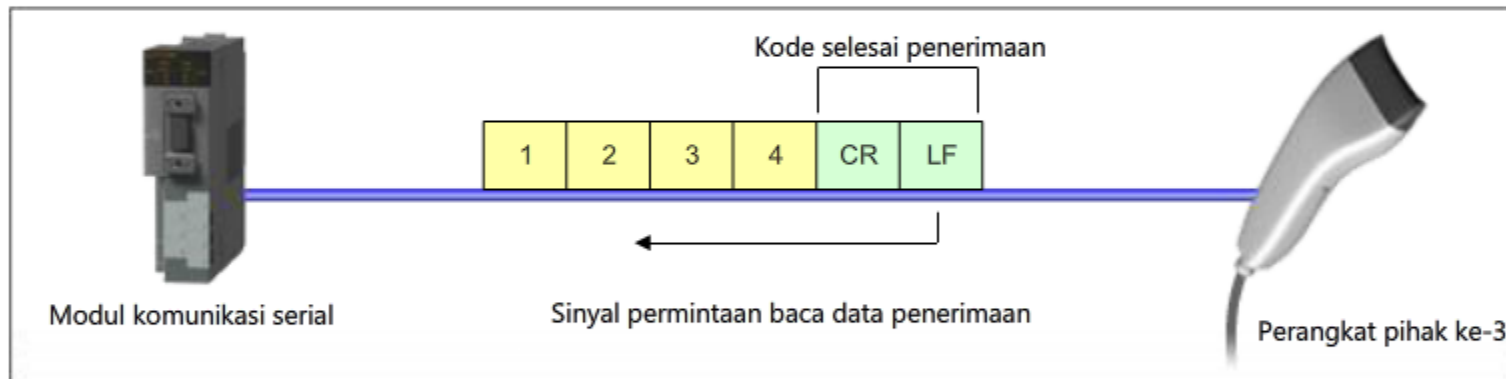 Kode selesai penerimaan
1 2 3 4 CR LF
Modul komunikasi serial
Sinyal permintaan baca data penerimaan
Perangkat pihak ke-3